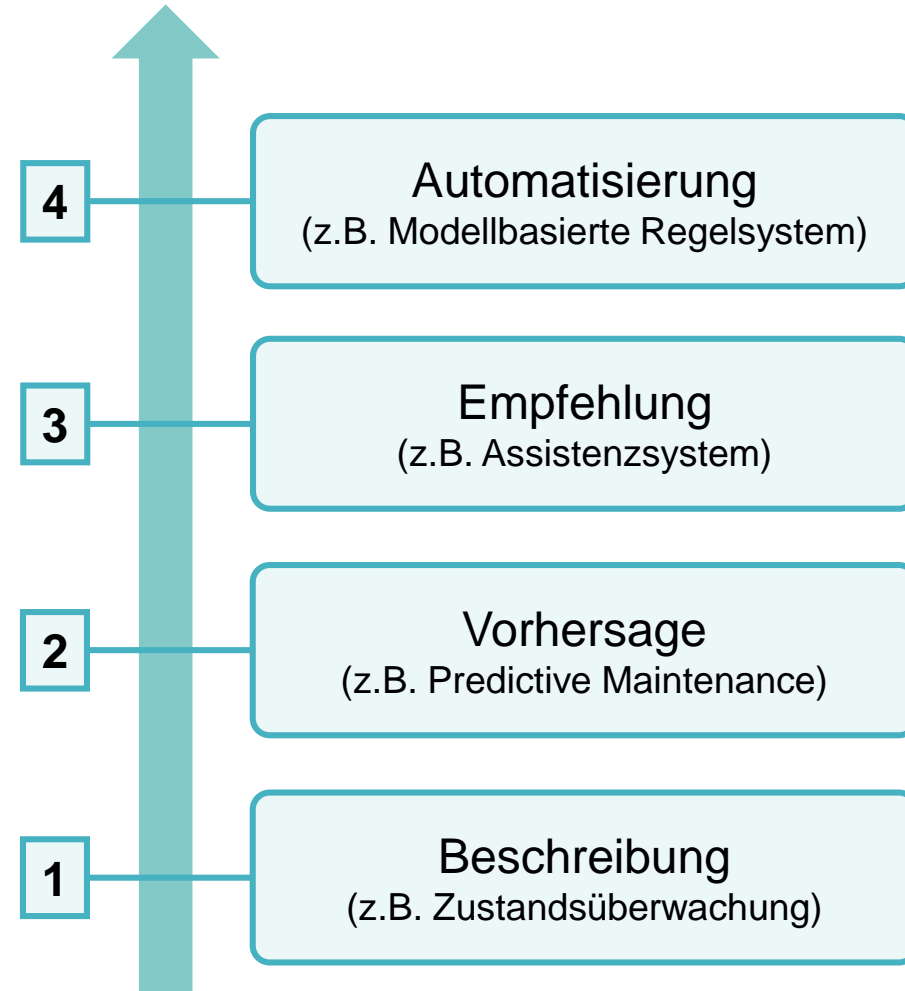 4
Automatisierung
(z.B. Modellbasierte Regelsystem)
3
Empfehlung
(z.B. Assistenzsystem)
2
Vorhersage
(z.B. Predictive Maintenance)
1
Beschreibung
(z.B. Zustandsüberwachung)